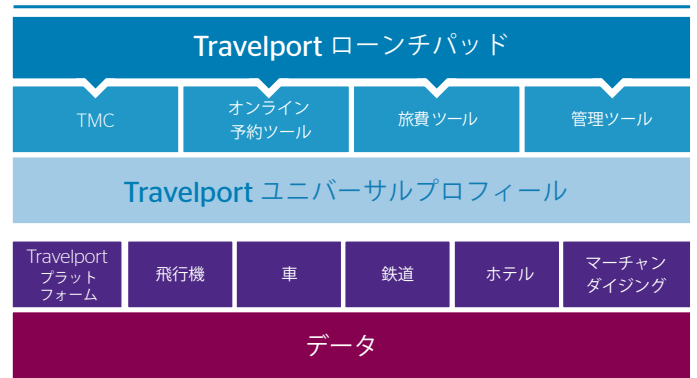 Travelport ローンチパッド
TMC
オンライン
予約ツール
旅費ツール
管理ツール
Travelport ユニバーサルプロフィール
Travelport
プラット
フォーム
飛行機
車
鉄道
ホテル
マーチャン
ダイジング
データ